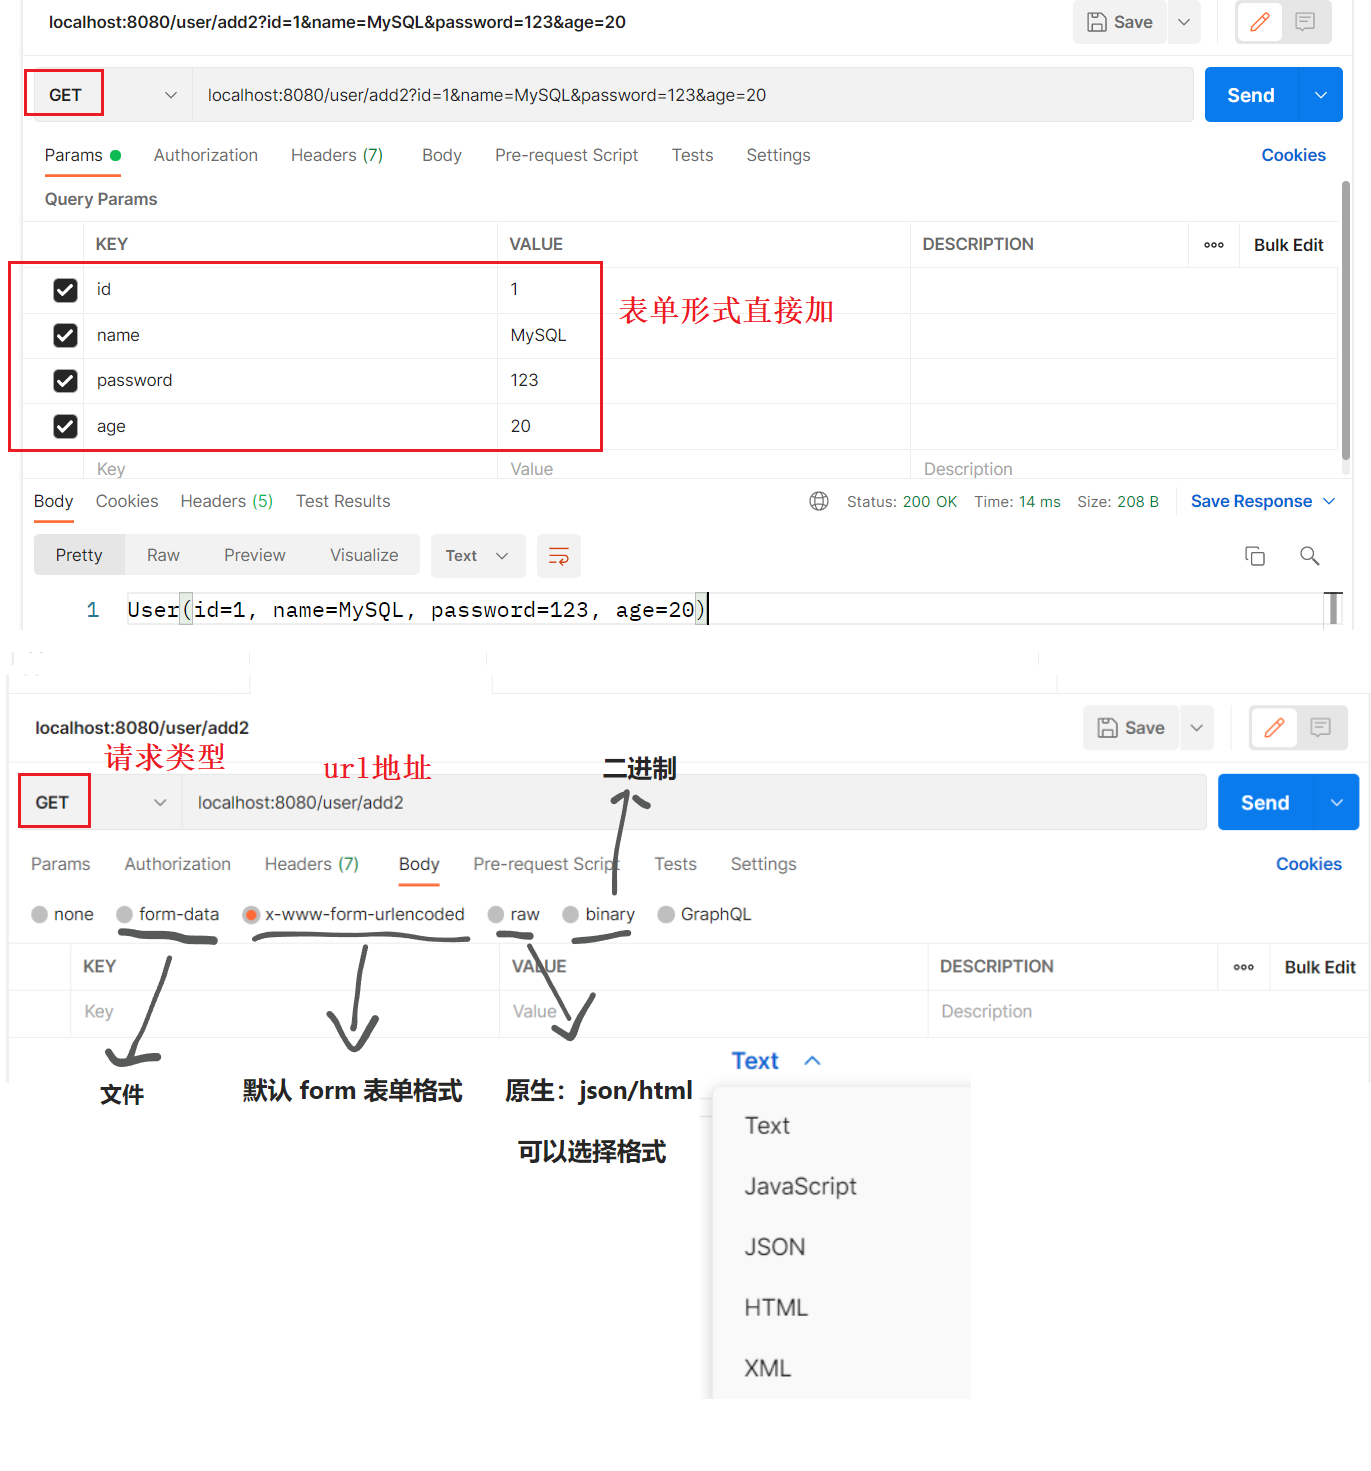 localhost:8080/user/add2?id=1&name=MySQL&password=123&age=20
Save
GET
localhost:8080/user/add2?id=1&name=MySQL&password=123&age=20
Send
Params
Authorization
Headers (7)
Body
Pre-request Script
Tests
Settings
Cookies
Query Params
KEY
VALUE
DESCRIPTION
Bulk Edit
id
1
表单形式直接加
name
MySQL
password
123
age
20
Key
Value
Description
Body
Cookies
Headers (5)
Test Results
Status: 200 OK
Time: 14 ms
Size: 208 B
Save Response
Pretty
Raw
Preview
Visualize
Text
1
User(id=1, name=MySQL, password=123, age=20)
localhost:8080/user/add2
Save
请求类型
url地址
二进制
GET
localhost:8080/user/add2
Send
Params
Authorization
Headers (7)
Body
Pre-request Script
Tests
Settings
Cookies
none
form-data
x-www-form-urlencoded
raw
binary
GraphQL
KEY
VALUE
DESCRIPTION
Bulk Edit
Key
Value
Description
文件
默认 form 表单格式
原生：json/html
可以选择格式
Text
Text
JavaScript
JSON
HTML
XML